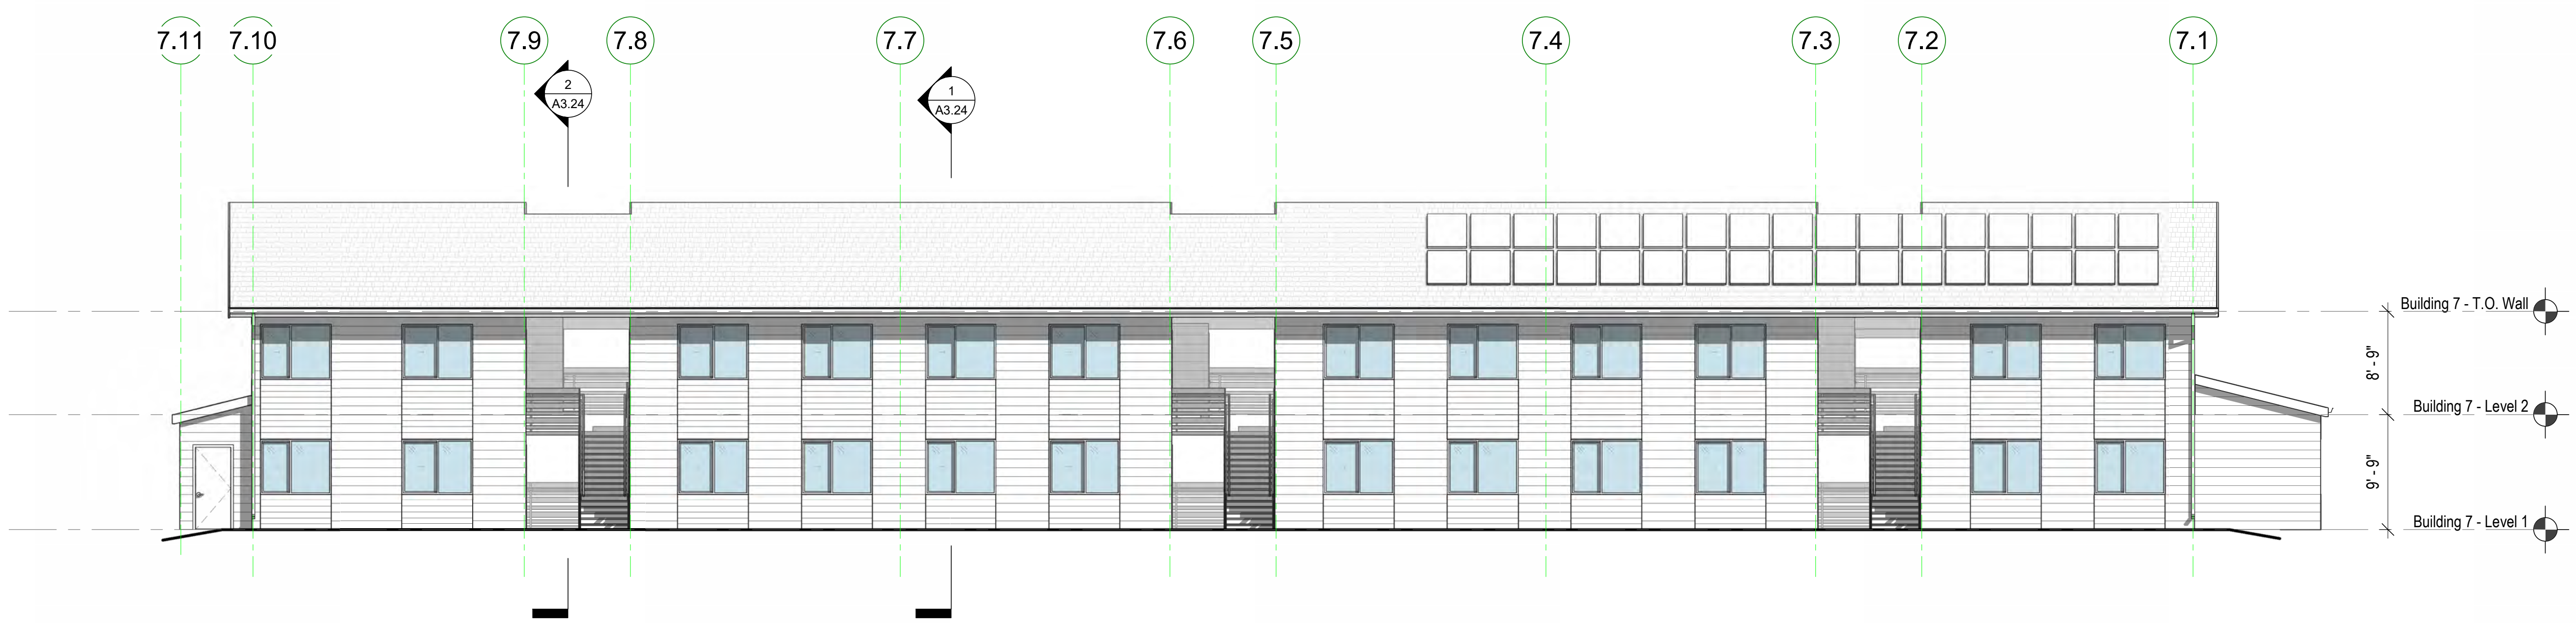 7.11 7.10 7.9 7.8 7.7 7.6 7.5 7.4 7.3 7.2 7.1
2
A3.24
1
A3.24
Building 7 - T.O. Wall
8' - 9"
Building 7 - Level 2
9' - 9"
Building 7 - Level 1